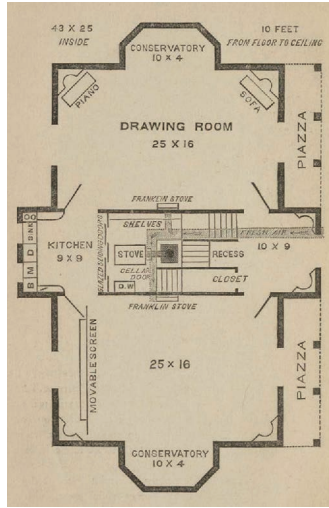 43 X 25
INSIDE
10 FEET
FROM FLOOR TO CEILING
CONSERVATORY
10 X 4
PIANO
SOFA
DRAWING ROOM
25 X 16
PIAZZA
FRANKLIN STOVE
SHELVES
FRESH AIR
SINK
KITCHEN
9 X 9
STOVE
RECESS
10 X 9
CELLAR
DOOR
CLOSET
B M D
D.W
FRANKLIN STOVE
MOVABLE SCREEN
25 X 16
PIAZZA
CONSERVATORY
10 X 4